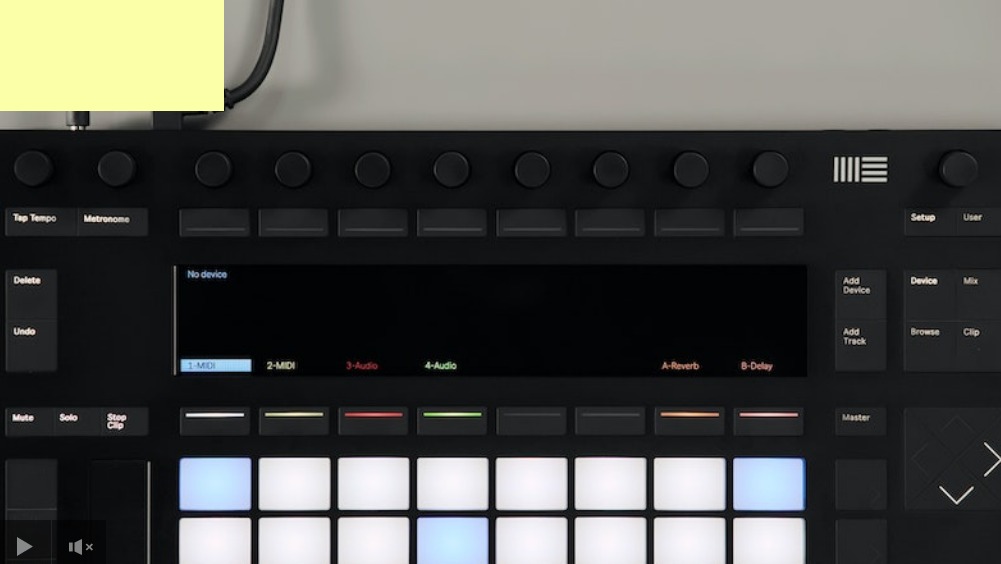 Tap Tempo
Metronome
Setup
User
No device
Delete
Undo
Add
Device
Add
Track
Device
Mix
Browse
Clip
1-MIDI
2-MIDI
3-Audio
4-Audio
A-Reverb
B-Delay
Mute
Solo
Stop
Clip
Master